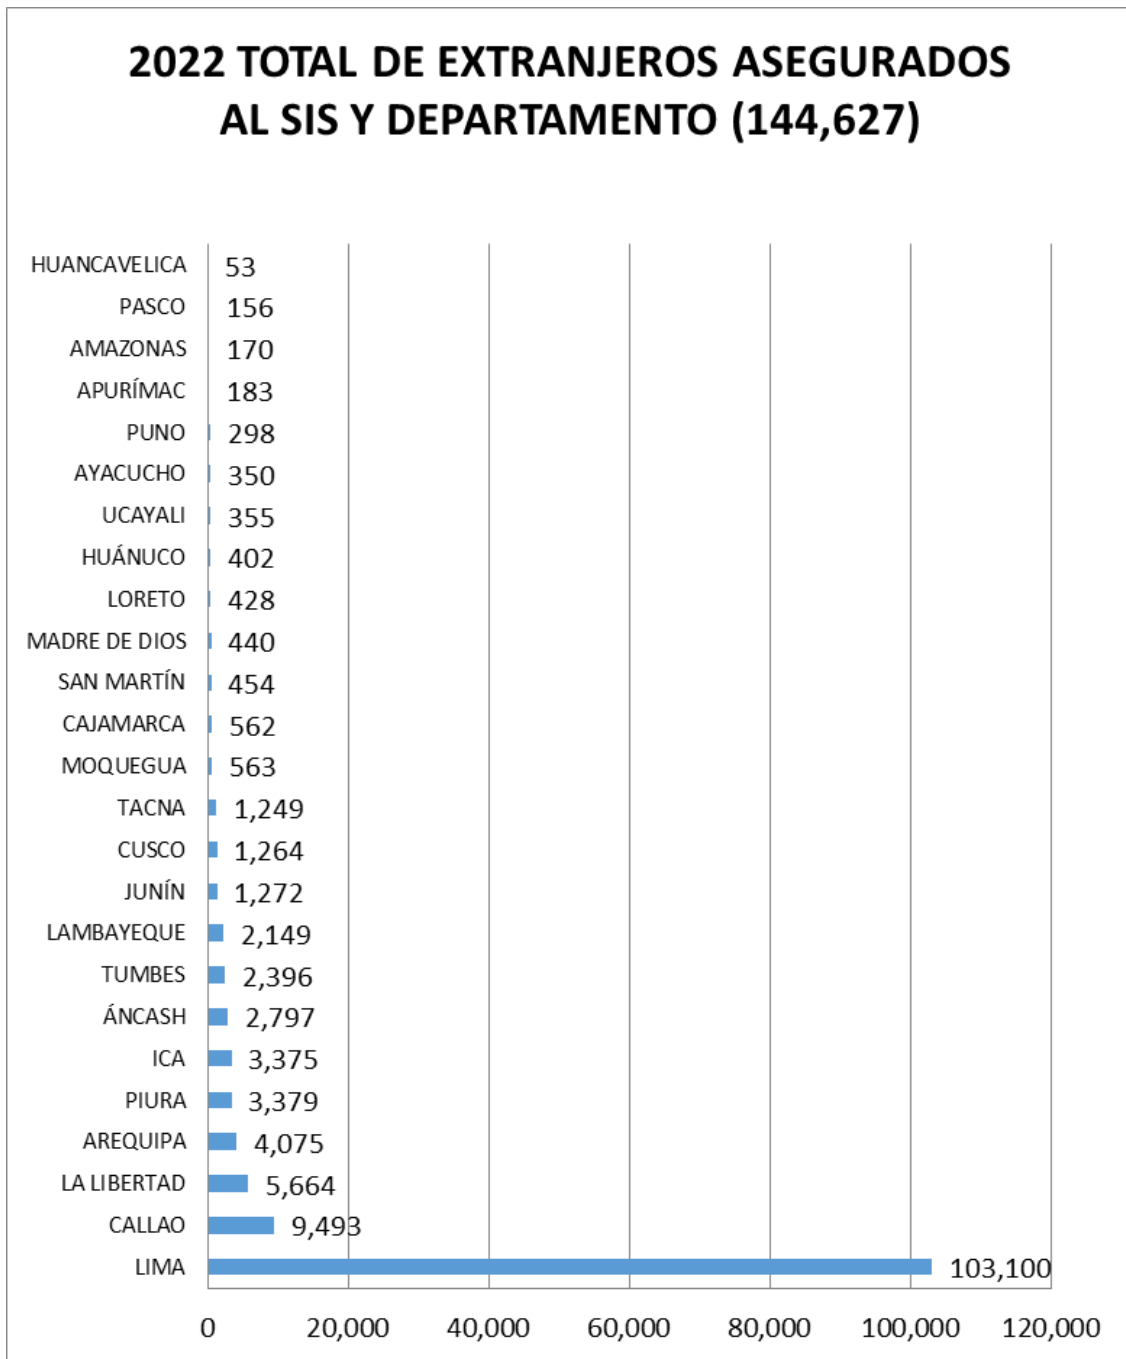 2022 TOTAL DE EXTRANJEROS ASEGURADOS
AL SIS Y DEPARTAMENTO (144,627)
HUANCAVELICA 53
PASCO 156
AMAZONAS 170
APURÍMAC 183
PUNO 298
AYACUCHO 350
UCAYALI 355
HUÁNUCO 402
LORETO 428
MADRE DE DIOS 440
SAN MARTÍN 454
CAJAMARCA 562
MOQUEGUA 563
TACNA 1,249
CUSCO 1,264
JUNÍN 1,272
LAMBAYEQUE 2,149
TUMBES 2,396
ÁNCASH 2,797
ICA 3,375
PIURA 3,379
AREQUIPA 4,075
LA LIBERTAD 5,664
CALLAO 9,493
LIMA 103,100
0 20,000 40,000 60,000 80,000 100,000 120,000